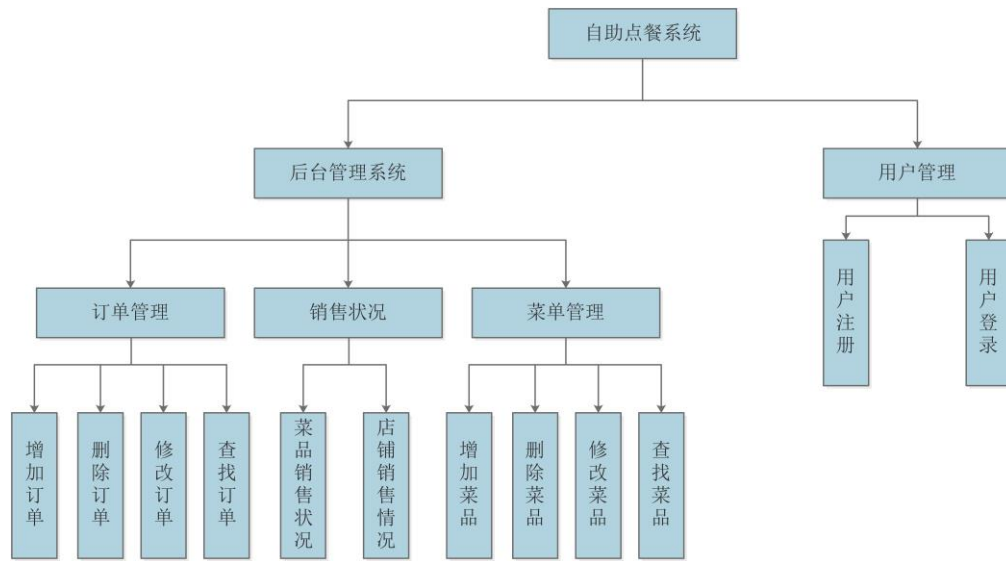 自助点餐系统
后台管理系统
用户管理
订单管理
销售状况
菜单管理
用户注册
用户登录
增加订单
删除订单
修改订单
查找订单
菜品销售状况
店铺销售情况
增加菜品
删除菜品
修改菜品
查找菜品